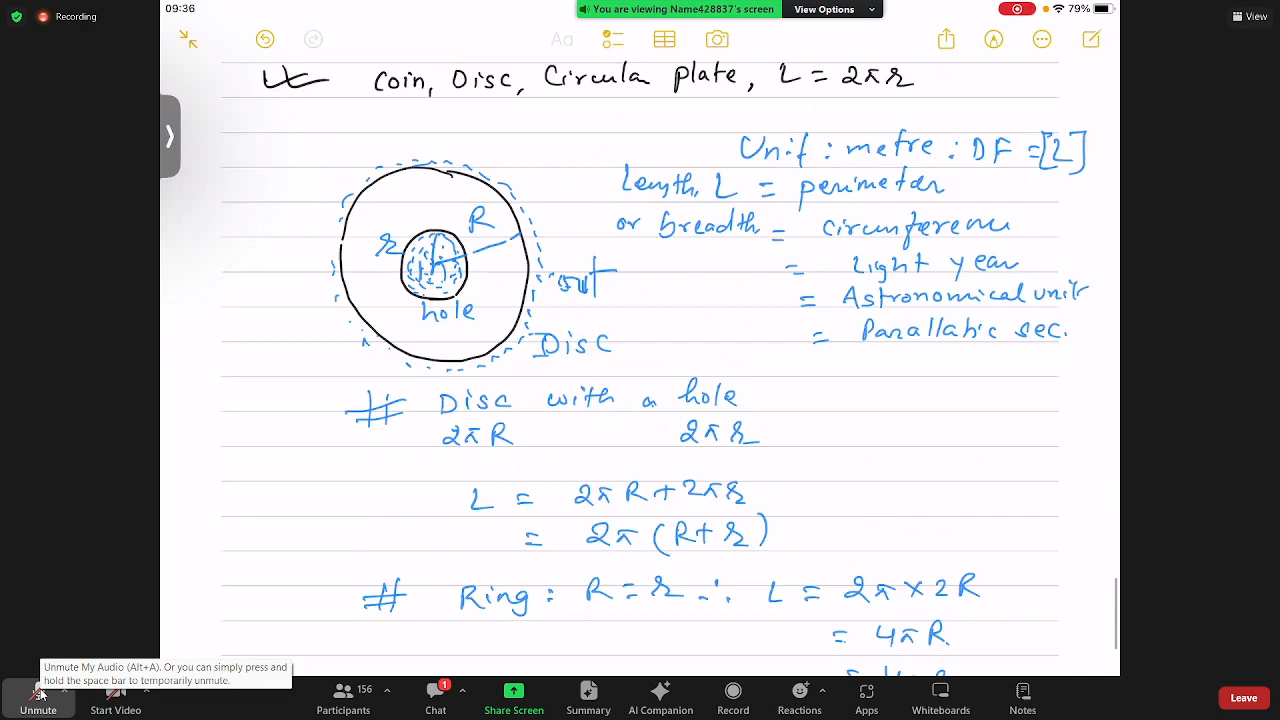 09:36
Recording
You are viewing Name428837's screen
View Options
79%
View
Aa
Coin, Disc, Circular plate, L = 2πr
Unit : metre : DF = [L]
Length, L = perimeter
or breadth = circumference
= Light year
= Astronomical unit
= Parallatic sec.
R
r
hole
out
Disc
# Disc with a hole
2πR 2πr
L = 2πR + 2πr
= 2π (R + r)
# Ring : R = r ∴ L = 2π × 2R
= 4πR
Unmute My Audio (Alt+A). Or you can simply press and
hold the space bar to temporarily unmute.
Unmute
Start Video
156
Participants
1
Chat
Share Screen
Summary
AI Companion
Record
Reactions
Apps
Whiteboards
Notes
Leave